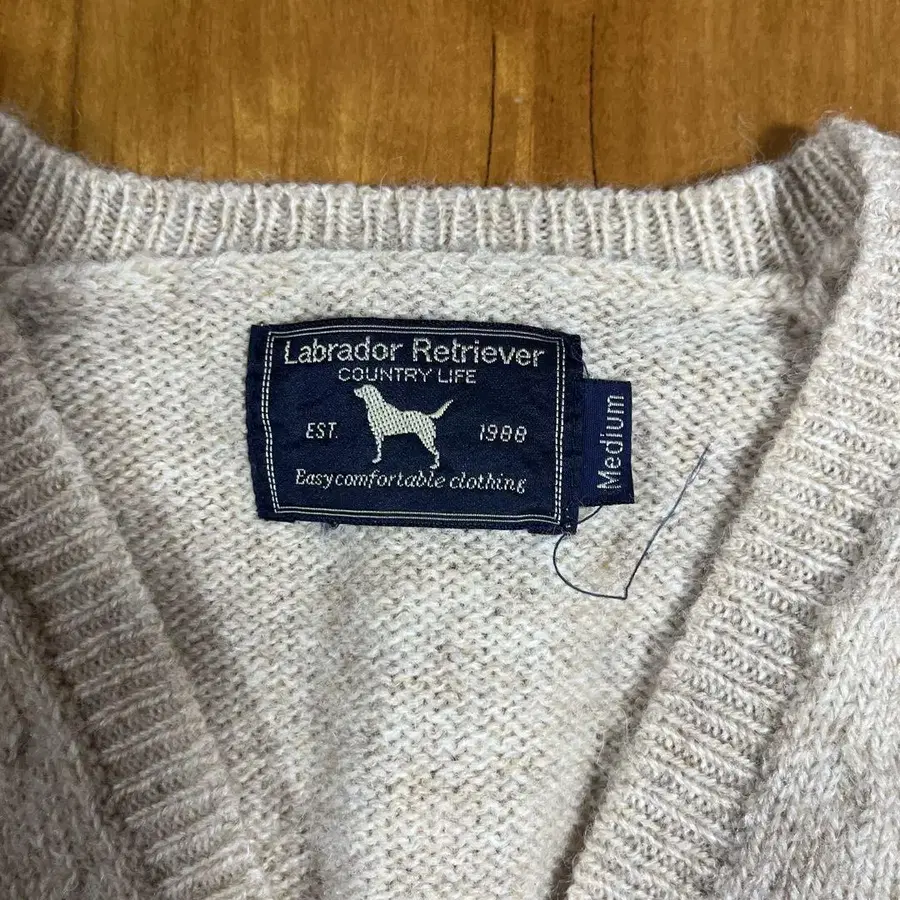 Labrador Retriever
COUNTRY LIFE
EST. 1988
Easy comfortable clothing
Medium